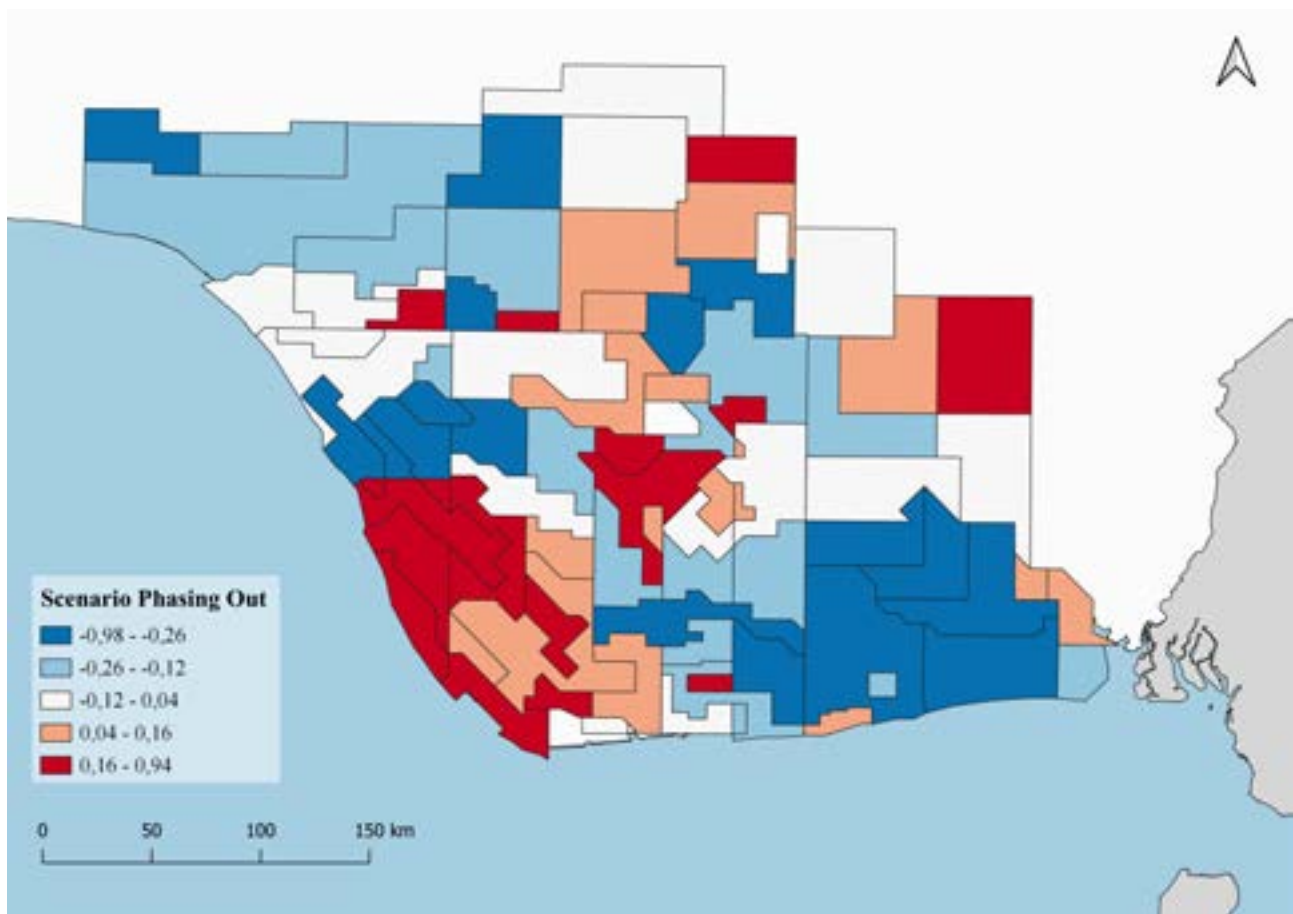 Scenario Phasing Out
-0,98 - -0,26
-0,26 - -0,12
-0,12 - 0,04
0,04 - 0,16
0,16 - 0,94
0 50 100 150 km